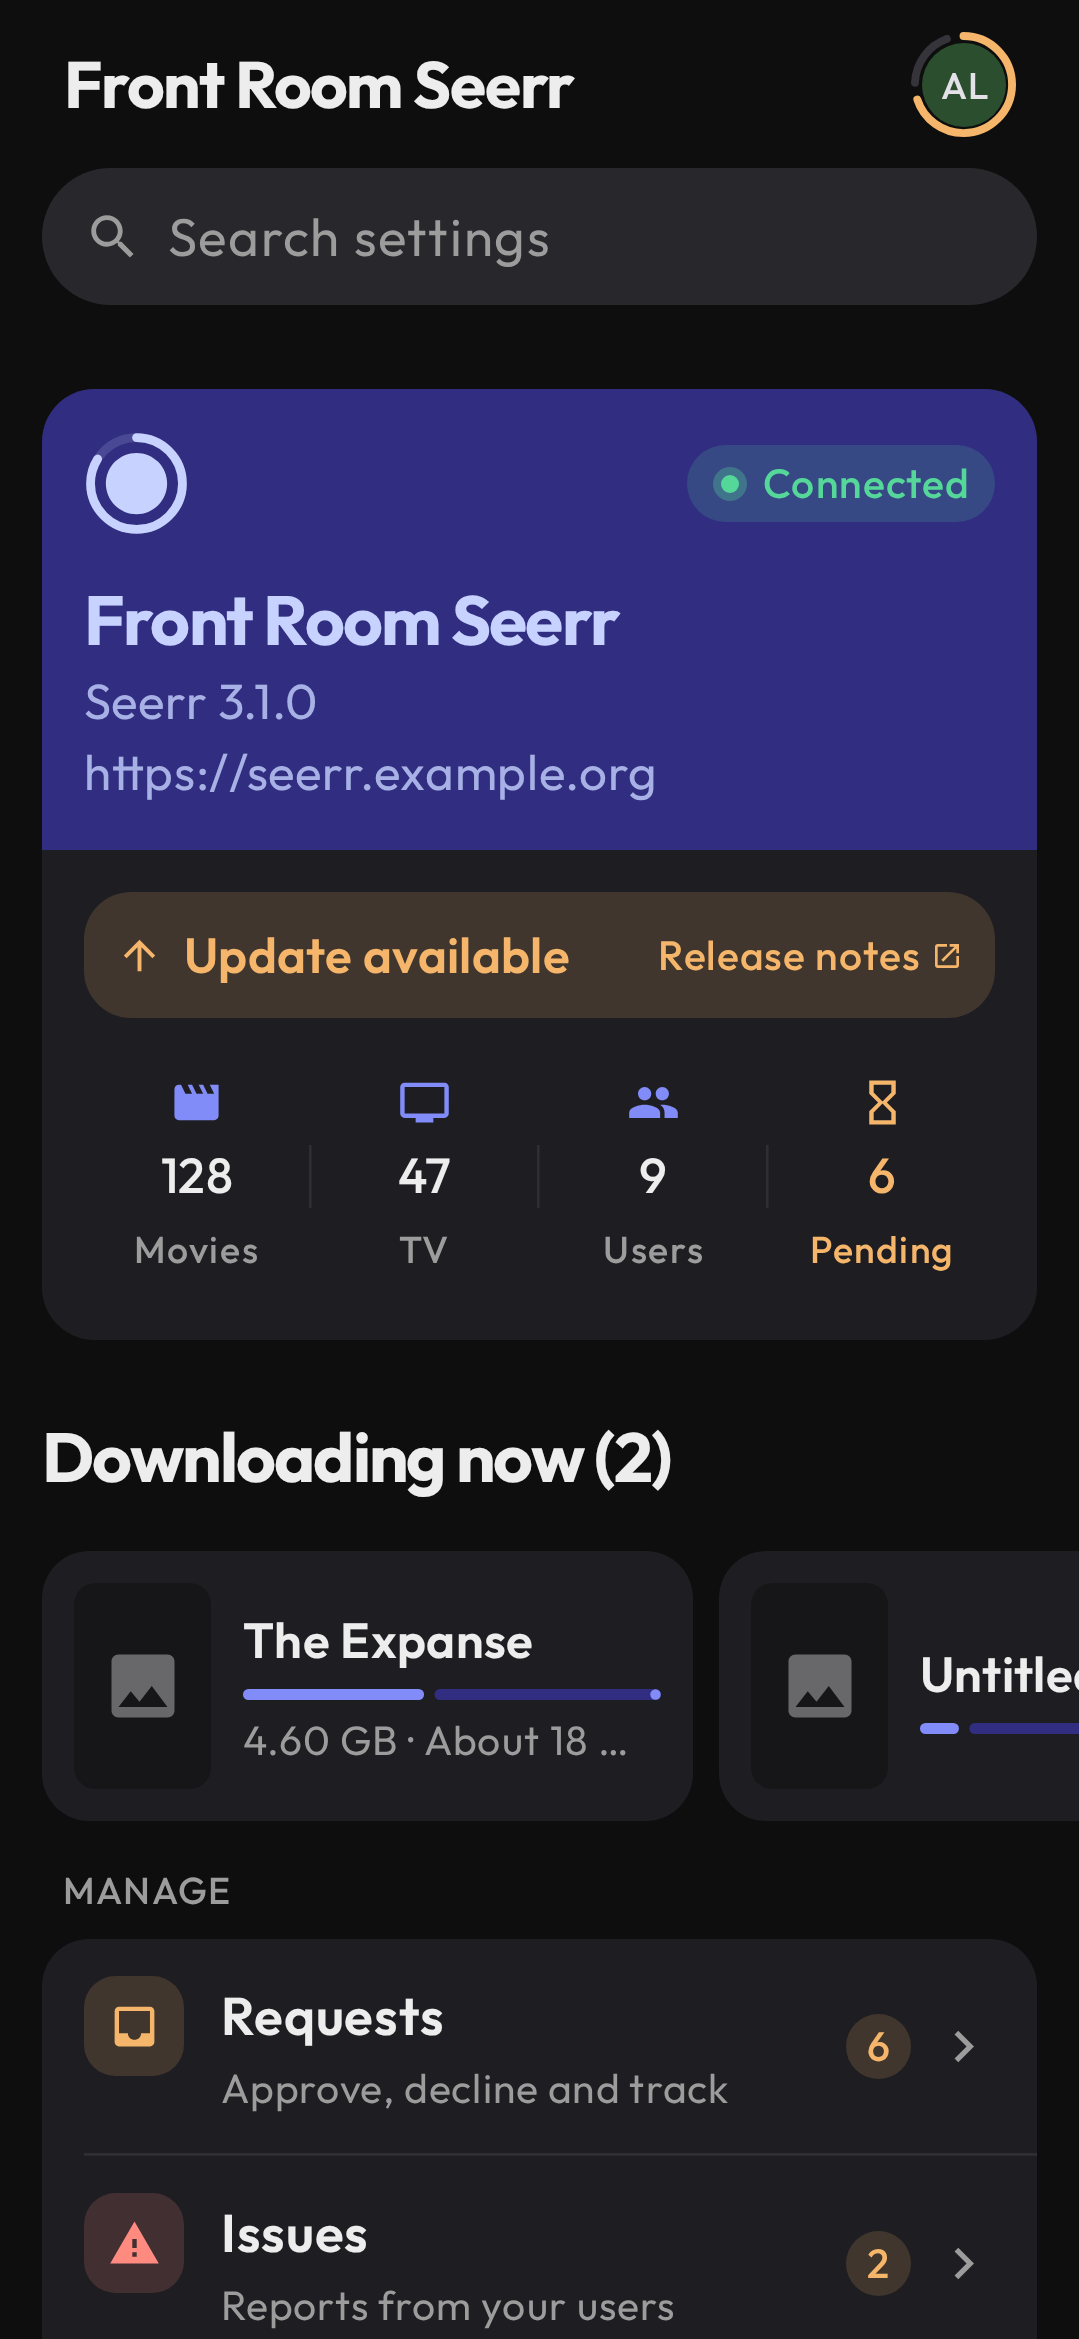 Front Room Seerr
AL
Search settings
Connected
Front Room Seerr
Seerr 3.1.0
https://seerr.example.org
Update available
Release notes
128
47
9
6
Movies
TV
Users
Pending
Downloading now (2)
The Expanse
4.60 GB · About 18 ...
Untitled
MANAGE
Requests
Approve, decline and track
6
Issues
Reports from your users
2